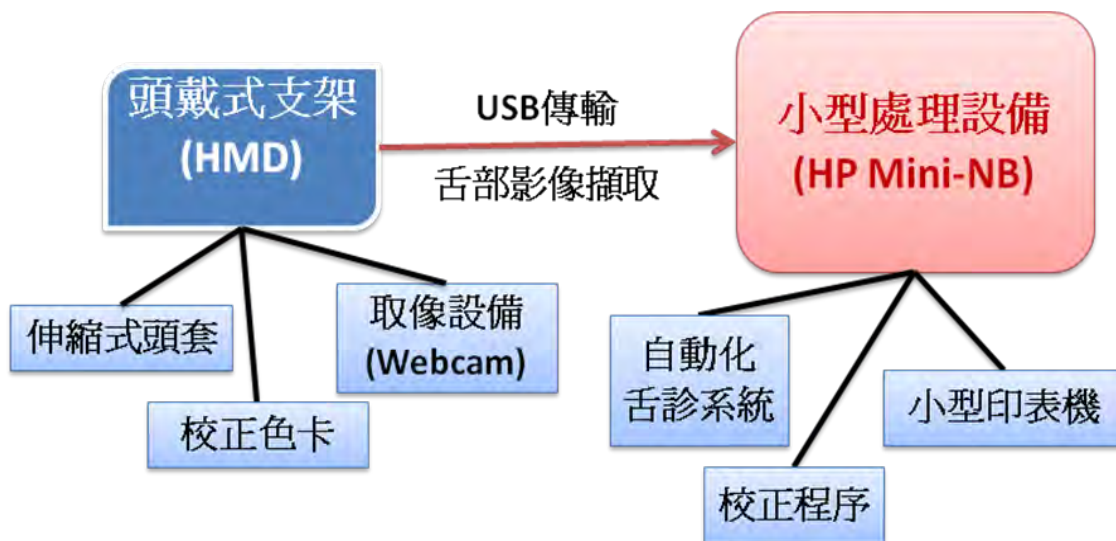 頭戴式支架
(HMD)
USB傳輸
舌部影像擷取
小型處理設備
(HP Mini-NB)
伸縮式頭套
校正色卡
取像設備
(Webcam)
自動化
舌診系統
校正程序
小型印表機